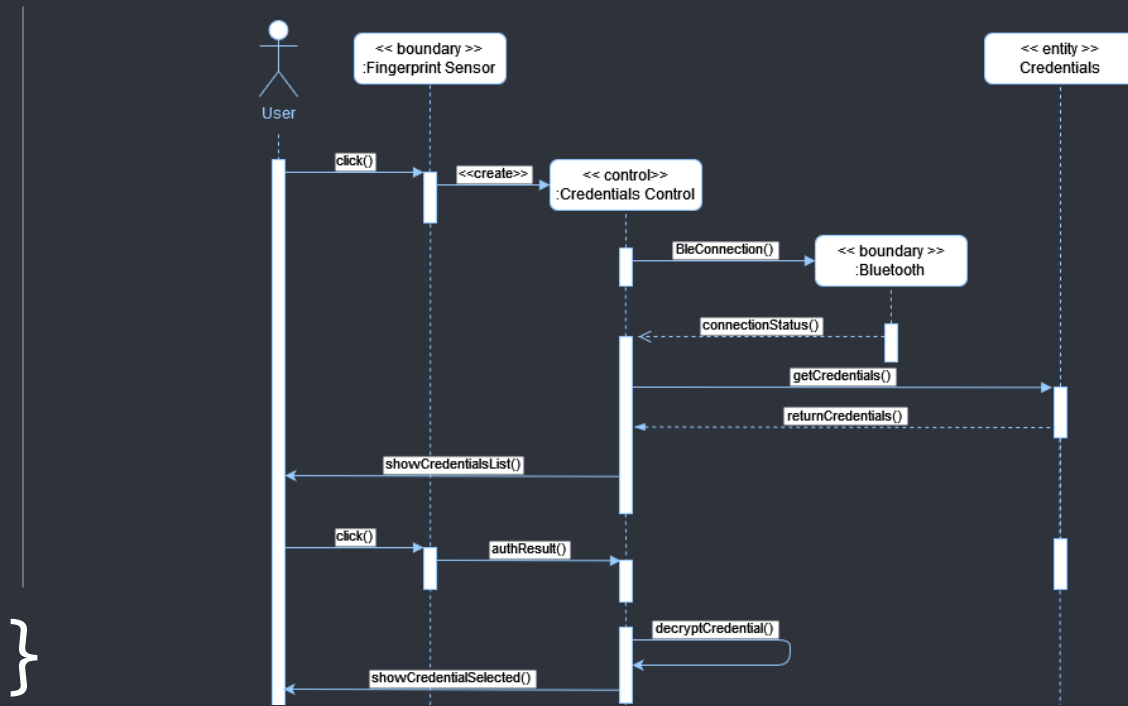 << boundary >>
:Fingerprint Sensor
<< entity >>
Credentials
User
click()
<<create>>
<< control>>
:Credentials Control
BleConnection()
<< boundary >>
:Bluetooth
connectionStatus()
getCredentials()
returnCredentials()
showCredentialsList()
click()
authResult()
decryptCredential()
showCredentialSelected()
}